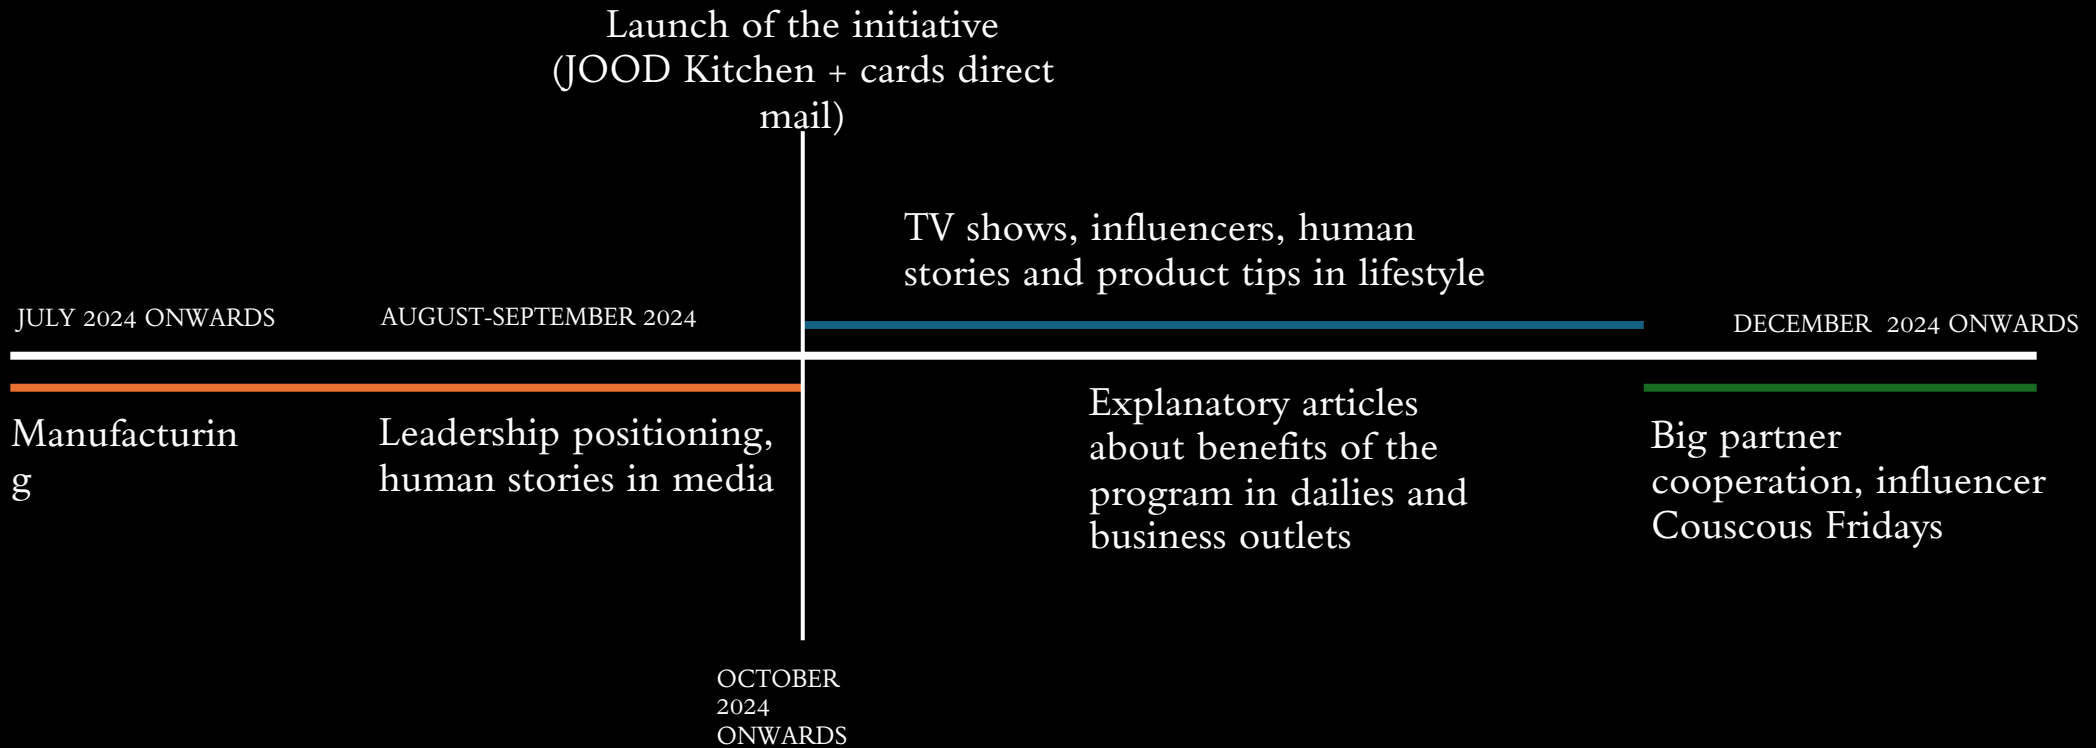 Launch of the initiative
(JOOD Kitchen + cards direct
mail)
TV shows, influencers, human
stories and product tips in lifestyle
JULY 2024 ONWARDS
AUGUST-SEPTEMBER 2024
DECEMBER 2024 ONWARDS
Manufacturin
g
Leadership positioning,
human stories in media
Explanatory articles
about benefits of the
program in dailies and
business outlets
Big partner
cooperation, influencer
Couscous Fridays
OCTOBER
2024
ONWARDS